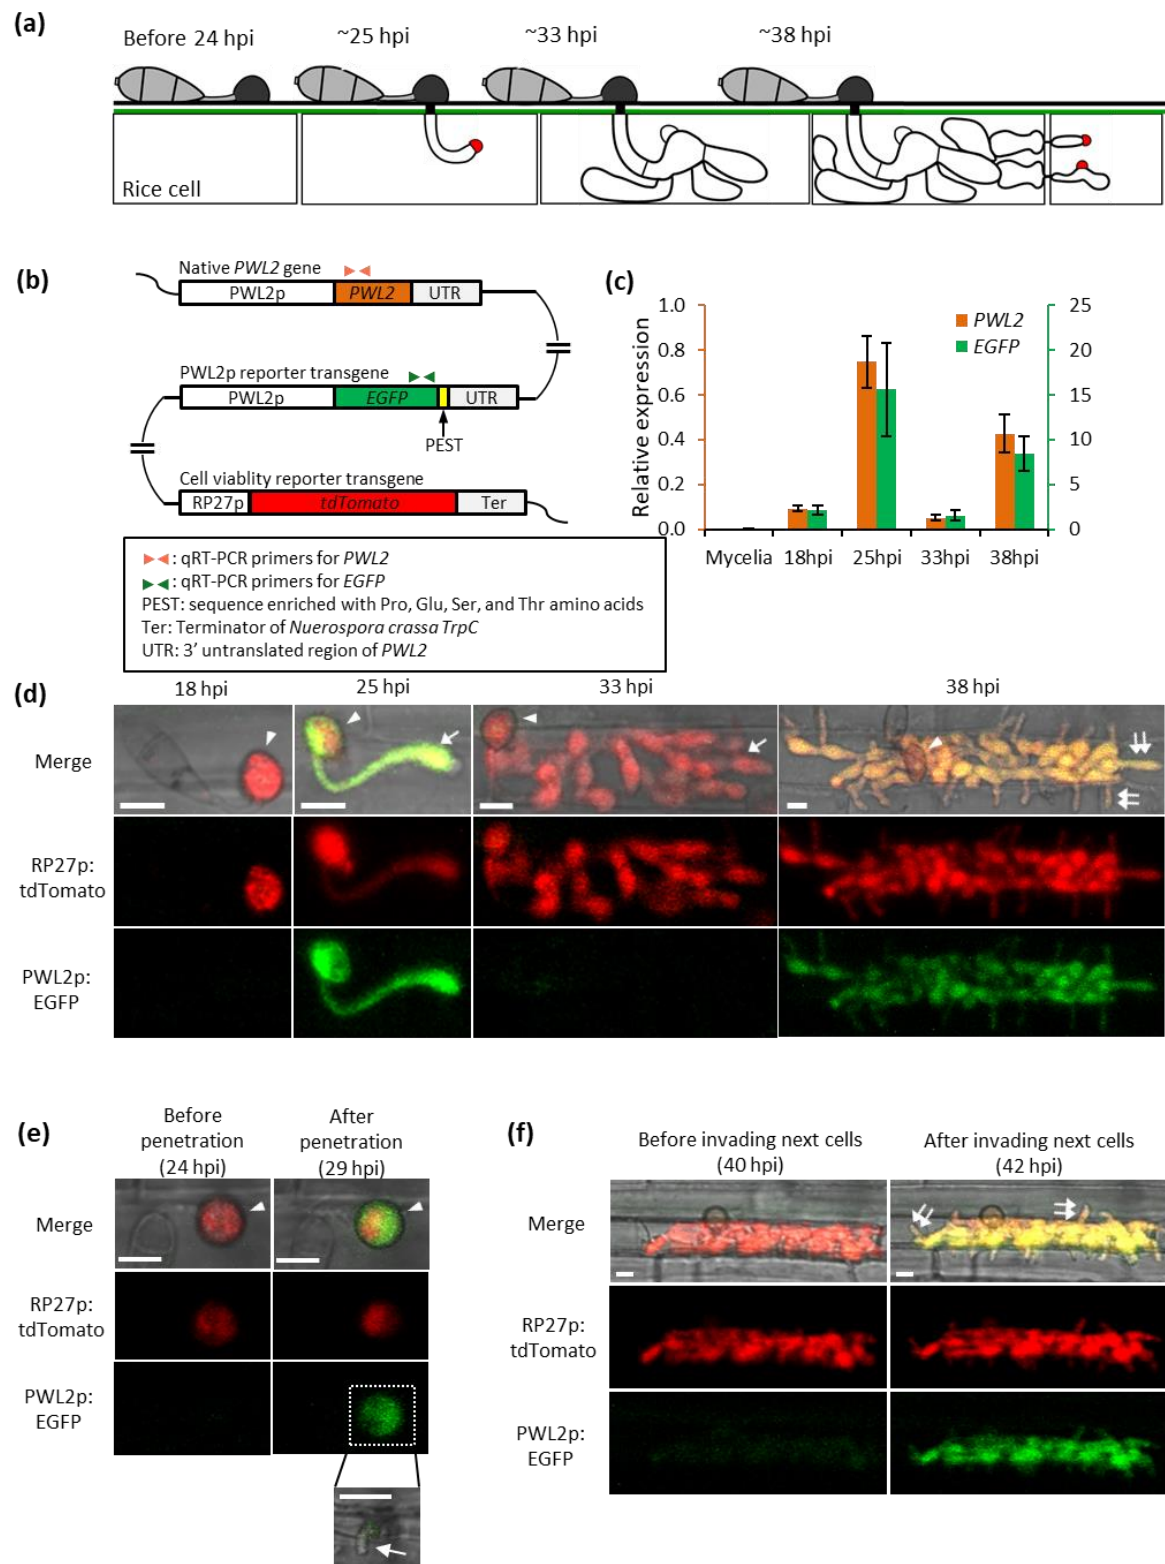 (a)
Before 24 hpi
~25 hpi
~33 hpi
~38 hpi
Rice cell
(b)
Native PWL2 gene
PWL2p
PWL2
UTR
PWL2p reporter transgene
PWL2p
EGFP
UTR
PEST
Cell viablity reporter transgene
RP27p
tdTomato
Ter
: qRT-PCR primers for PWL2
: qRT-PCR primers for EGFP
PEST: sequence enriched with Pro, Glu, Ser, and Thr amino acids
Ter: Terminator of Nuerospora crassa TrpC
UTR: 3' untranslated region of PWL2
(c)
Relative expression
1.0
0.8
0.6
0.4
0.2
0.0
25
20
15
10
5
0
PWL2
EGFP
Mycelia
18hpi
25hpi
33hpi
38hpi
(d)
18 hpi
25 hpi
33 hpi
38 hpi
Merge
RP27p:
tdTomato
PWL2p:
EGFP
(e)
Before
penetration
(24 hpi)
After
penetration
(29 hpi)
Merge
RP27p:
tdTomato
PWL2p:
EGFP
(f)
Before invading next cells
(40 hpi)
After invading next cells
(42 hpi)
Merge
RP27p:
tdTomato
PWL2p:
EGFP